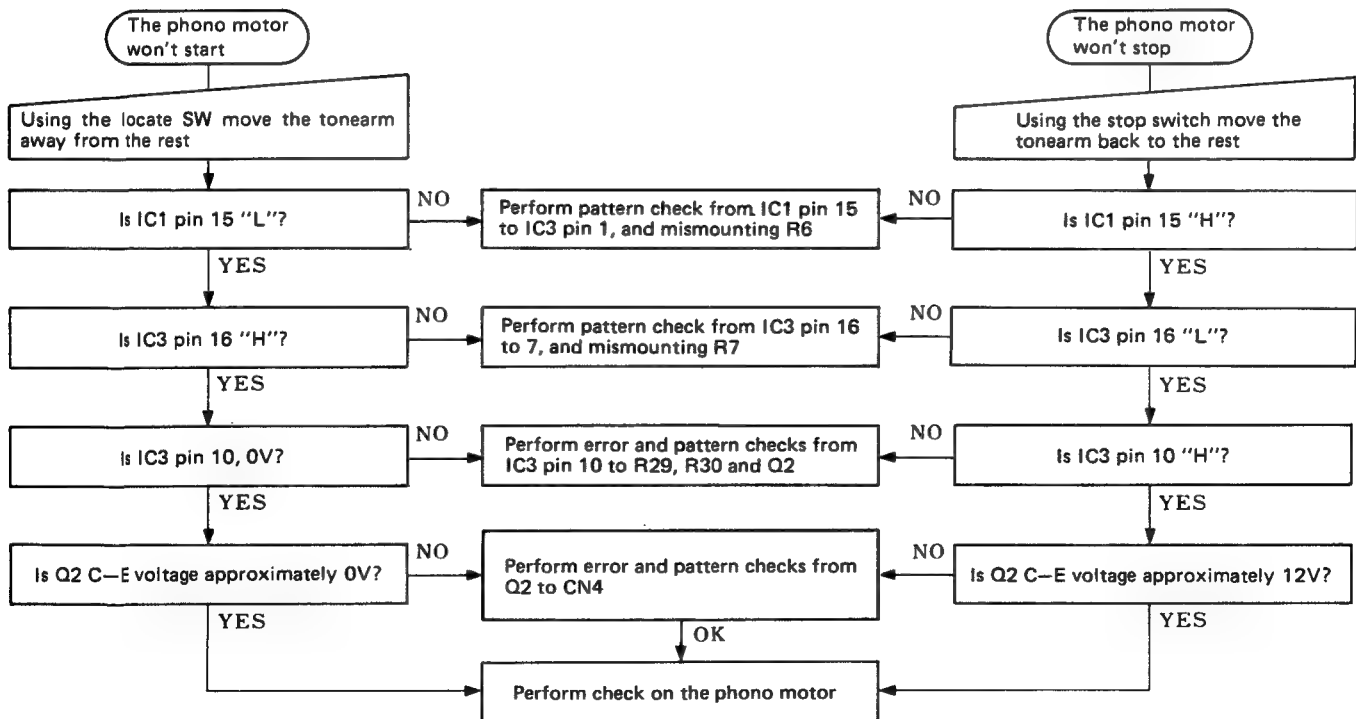 The phono motor
won't start
The phono motor
won't stop
Using the locate SW move the tonearm
away from the rest
Using the stop switch move the
tonearm back to the rest
Is IC1 pin 15 "L"?
NO
Perform pattern check from IC1 pin 15
to IC3 pin 1, and mismounting R6
NO
Is IC1 pin 15 "H"?
YES
YES
Is IC3 pin 16 "H"?
NO
Perform pattern check from IC3 pin 16
to 7, and mismounting R7
NO
Is IC3 pin 16 "L"?
YES
YES
Is IC3 pin 10, 0V?
NO
Perform error and pattern checks from
IC3 pin 10 to R29, R30 and Q2
NO
Is IC3 pin 10 "H"?
YES
YES
Is Q2 C—E voltage approximately 0V?
NO
Perform error and pattern checks from
Q2 to CN4
NO
Is Q2 C—E voltage approximately 12V?
YES
OK
YES
Perform check on the phono motor